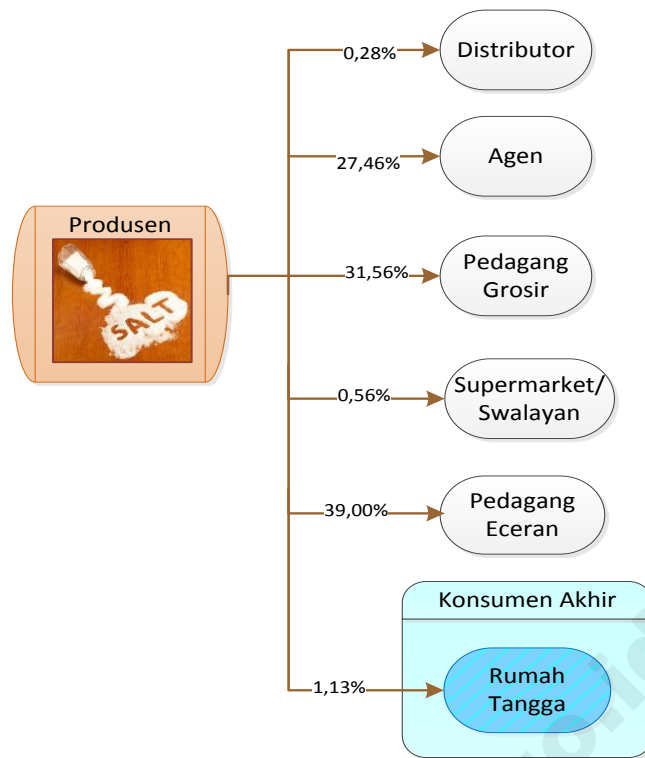 0,28%
Distributor
27,46%
Agen
Produsen
SALT
31,56%
Pedagang
Grosir
0,56%
Supermarket/
Swalayan
39,00%
Pedagang
Eceran
Konsumen Akhir
1,13%
Rumah
Tangga